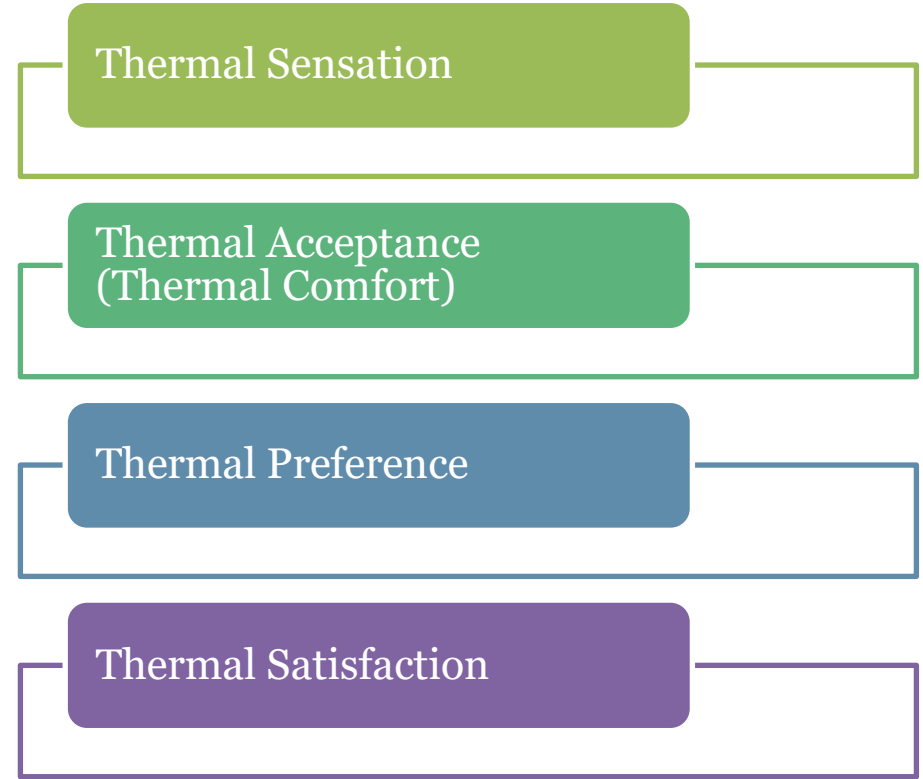 Thermal Sensation
Thermal Acceptance
(Thermal Comfort)
Thermal Preference
Thermal Satisfaction